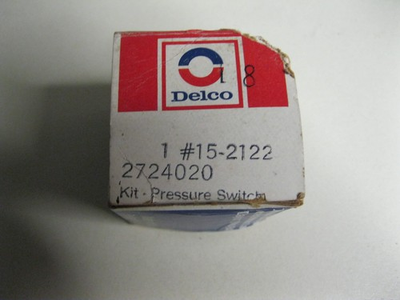 1 8
Delco
1 #15-2122
2724020
Kit - Pressure Switch